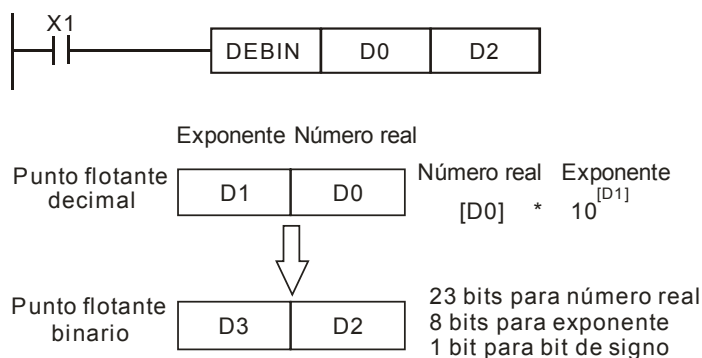 X1
DEBIN D0 D2
Exponente Número real
Punto flotante decimal
D1 D0
Número real Exponente
[D0] * 10[D1]
Punto flotante binario
D3 D2
23 bits para número real
8 bits para exponente
1 bit para bit de signo